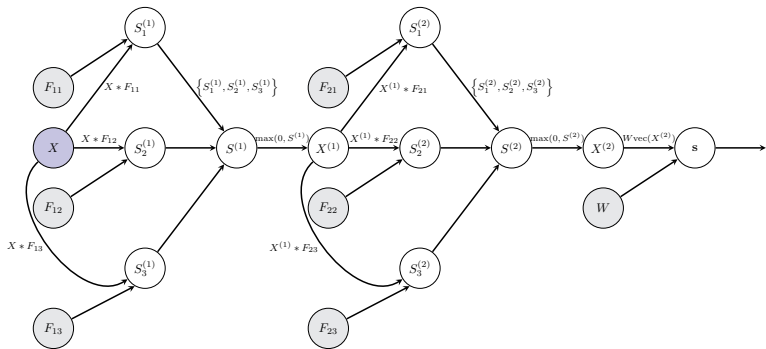 S_1^{(1)}
S_1^{(2)}
F_{11}
X ∗ F_{11}
{S_1^{(1)}, S_2^{(1)}, S_3^{(1)}}
F_{21}
X^{(1)} ∗ F_{21}
{S_1^{(2)}, S_2^{(2)}, S_3^{(2)}}
X
X ∗ F_{12}
S_2^{(1)}
S^{(1)}
max(0, S^{(1)})
X^{(1)}
X^{(1)} ∗ F_{22}
S_2^{(2)}
S^{(2)}
max(0, S^{(2)})
X^{(2)}
Wvec(X^{(2)})
s
F_{12}
F_{22}
W
X ∗ F_{13}
X^{(1)} ∗ F_{23}
S_3^{(1)}
S_3^{(2)}
F_{13}
F_{23}